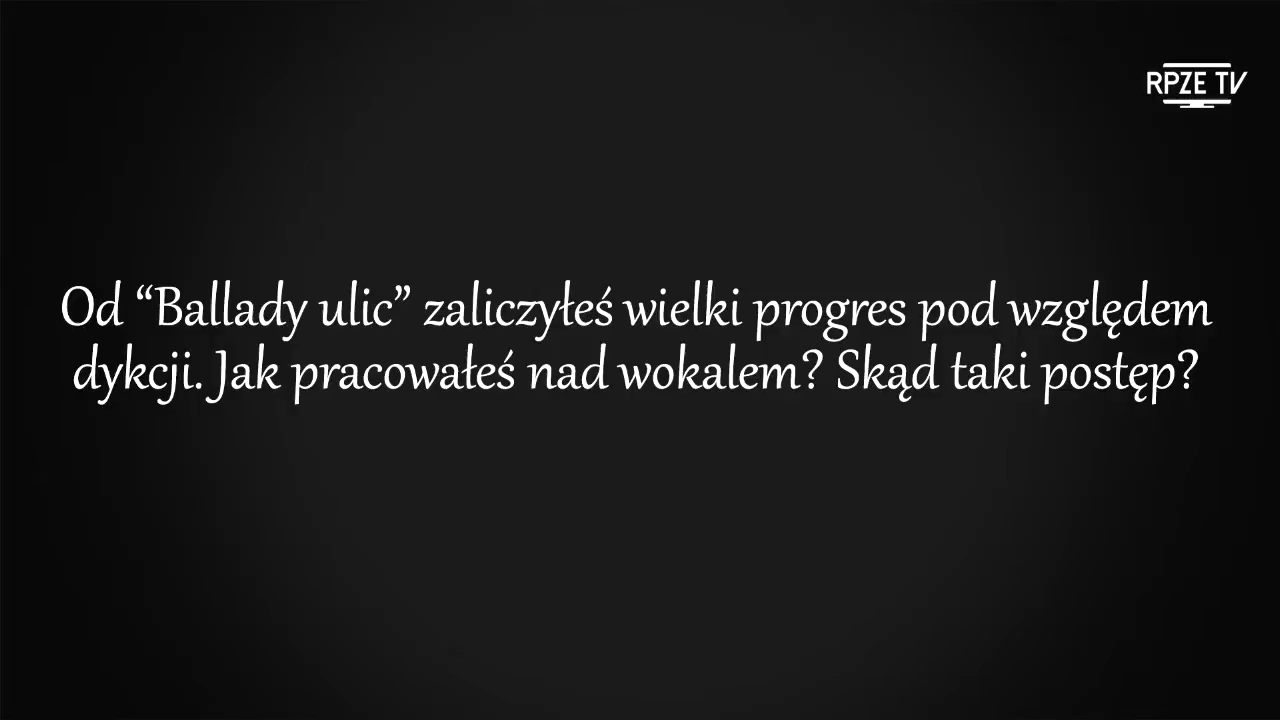 RPZE TV
Od “Ballady ulic” zaliczyłeś wielki progres pod względem
dykcji. Jak pracowałeś nad wokalem? Skąd taki postęp?